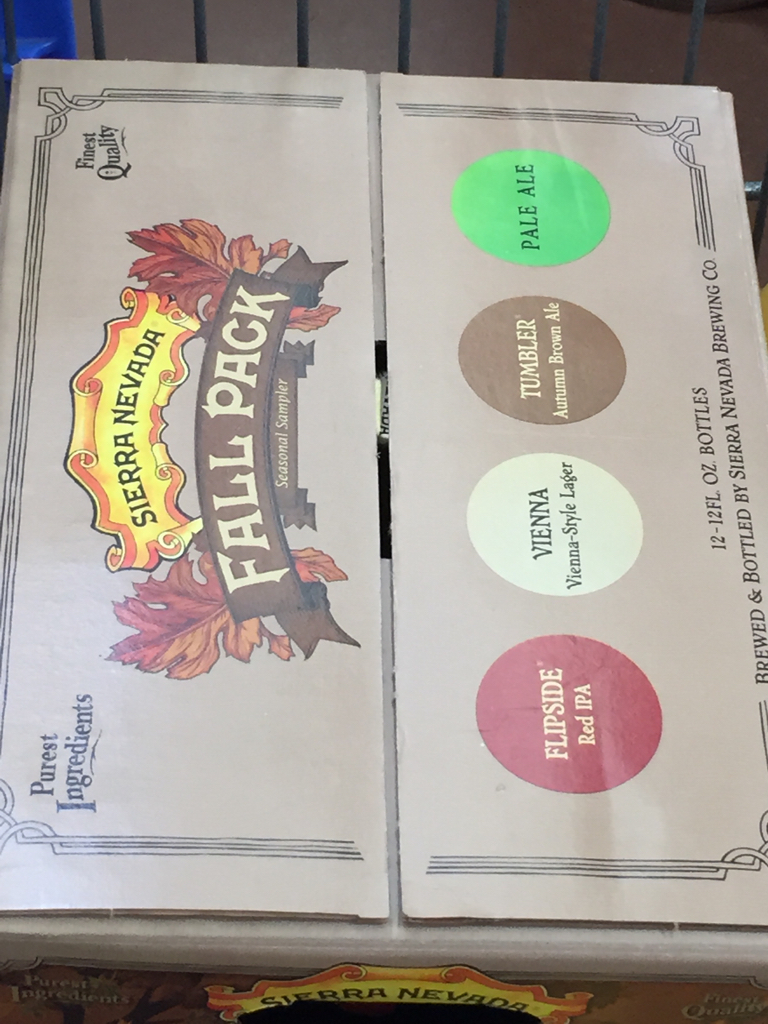 Purest
Ingredients
Finest
Quality
SIERRA NEVADA®
FALL PACK
Seasonal Sampler
FLIPSIDE®
Red IPA
VIENNA
Vienna-Style Lager
TUMBLER®
Autumn Brown Ale
PALE ALE
12-12FL. OZ. BOTTLES
BREWED & BOTTLED BY SIERRA NEVADA BREWING CO.
Purest
Ingredients
SIERRA NEVADA
Finest
Quality